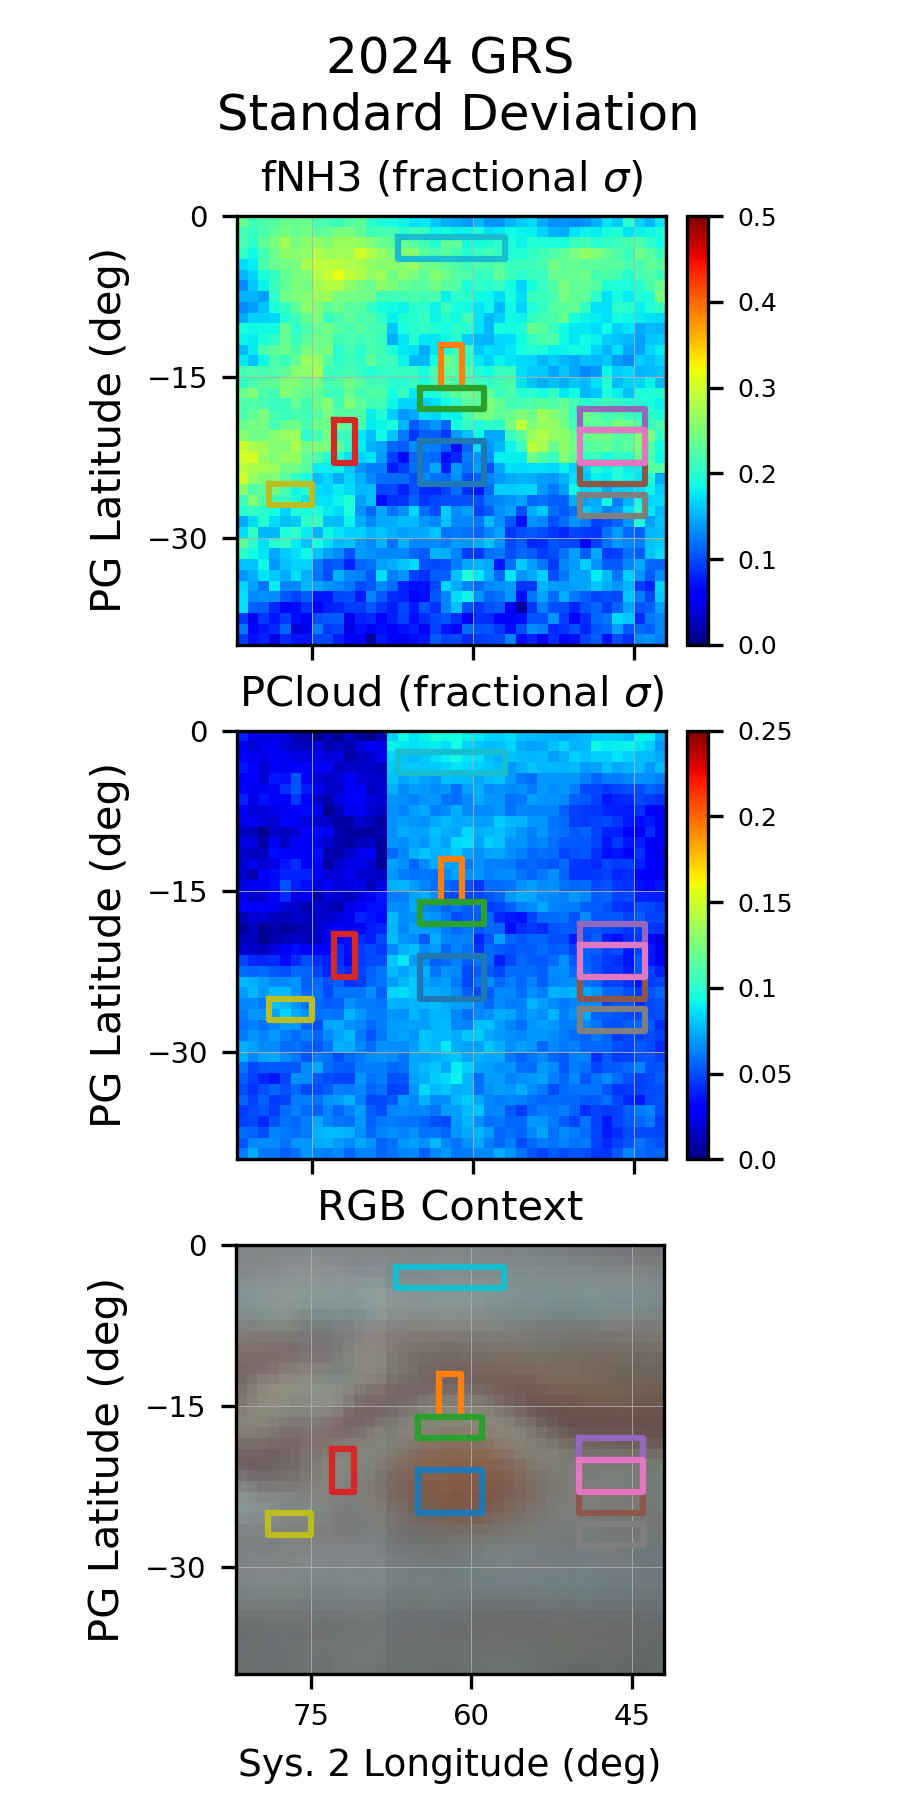 2024 GRS
Standard Deviation
fNH3 (fractional σ)
0
−15
−30
PG Latitude (deg)
0.5
0.4
0.3
0.2
0.1
0.0
PCloud (fractional σ)
0
−15
−30
PG Latitude (deg)
0.25
0.2
0.15
0.1
0.05
0.0
RGB Context
0
−15
−30
PG Latitude (deg)
75 60 45
Sys. 2 Longitude (deg)